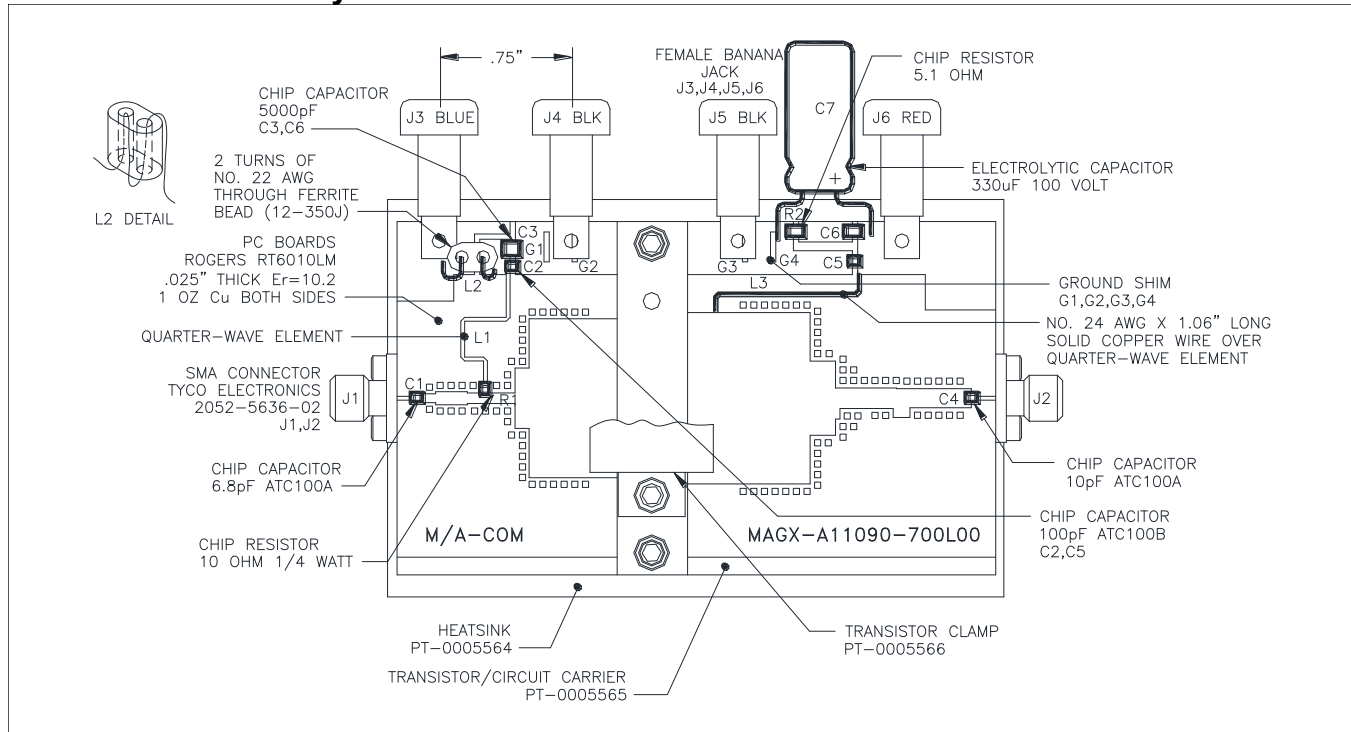 .75"
FEMALE BANANA
JACK
J3,J4,J5,J6
CHIP RESISTOR
5.1 OHM
CHIP CAPACITOR
5000pF
C3,C6
J3 BLUE
J4 BLK
J5 BLK
C7
J6 RED
+
ELECTROLYTIC CAPACITOR
330uF 100 VOLT
2 TURNS OF
NO. 22 AWG
THROUGH FERRITE
BEAD (12-350J)
L2 DETAIL
PC BOARDS
ROGERS RT6010LM
.025" THICK Er=10.2
1 OZ Cu BOTH SIDES
C3
G1
C2
L2
G2
R2
C6
G3
G4
C5
L3
GROUND SHIM
G1,G2,G3,G4
NO. 24 AWG X 1.06" LONG
SOLID COPPER WIRE OVER
QUARTER-WAVE ELEMENT
QUARTER-WAVE ELEMENT
L1
SMA CONNECTOR
TYCO ELECTRONICS
2052-5636-02
J1,J2
J1
C1
R1
C4
J2
CHIP CAPACITOR
6.8pF ATC100A
CHIP CAPACITOR
10pF ATC100A
CHIP CAPACITOR
100pF ATC100B
C2,C5
CHIP RESISTOR
10 OHM 1/4 WATT
M/A-COM
MAGX-A11090-700L00
HEATSINK
PT-0005564
TRANSISTOR CLAMP
PT-0005566
TRANSISTOR/CIRCUIT CARRIER
PT-0005565